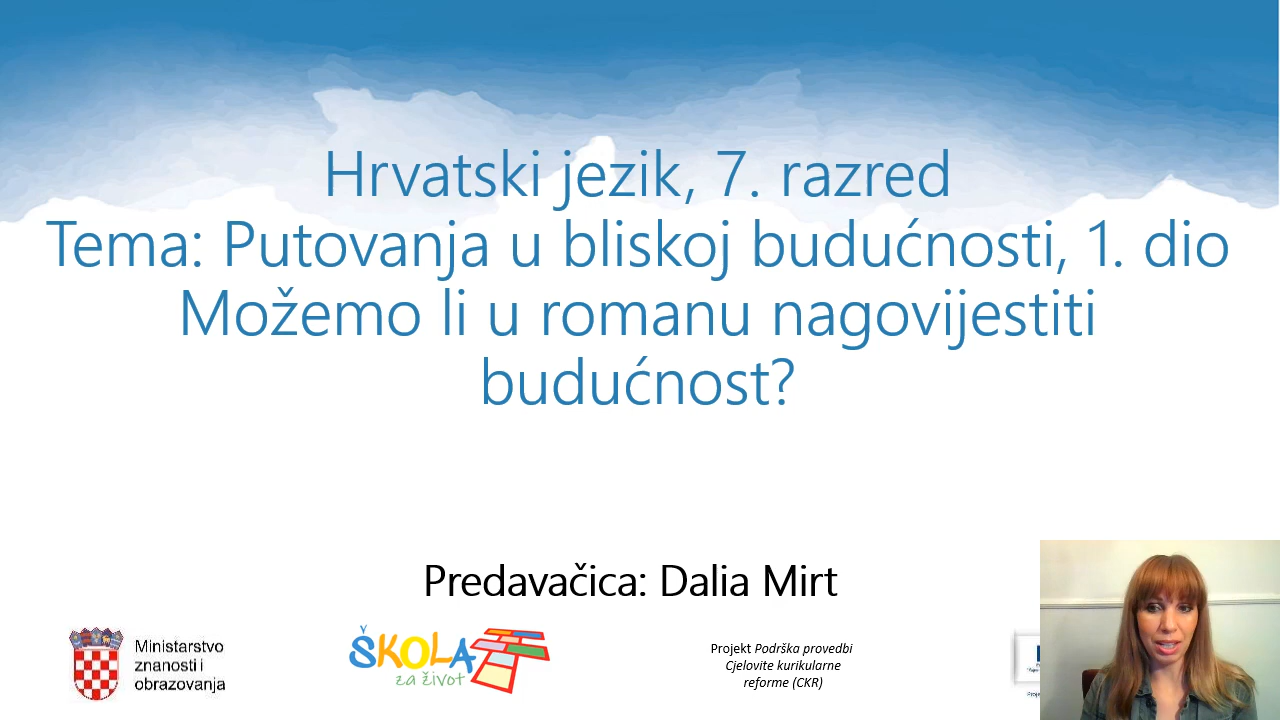 Hrvatski jezik, 7. razred
Tema: Putovanja u bliskoj budućnosti, 1. dio
Možemo li u romanu nagovijestiti
budućnost?
Predavačica: Dalia Mirt
Ministarstvo
znanosti i
obrazovanja
ŠKOLA
za život
Projekt Podrška provedbi
Cjelovite kurikularne
reforme (CKR)